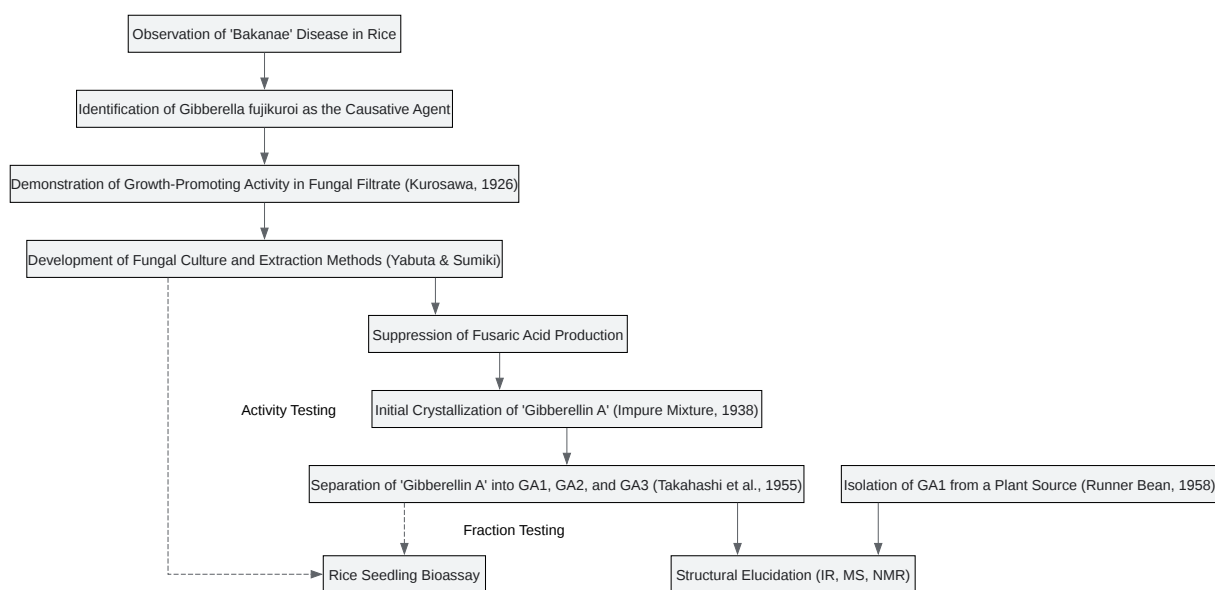 Observation of 'Bakanae' Disease in Rice
Identification of Gibberella fujikuroi as the Causative Agent
Demonstration of Growth-Promoting Activity in Fungal Filtrate (Kurosawa, 1926)
Development of Fungal Culture and Extraction Methods (Yabuta & Sumiki)
Suppression of Fusaric Acid Production
Activity Testing
Initial Crystallization of 'Gibberellin A' (Impure Mixture, 1938)
Separation of 'Gibberellin A' into GA1, GA2, and GA3 (Takahashi et al., 1955)
Isolation of GA1 from a Plant Source (Runner Bean, 1958)
Fraction Testing
Rice Seedling Bioassay
Structural Elucidation (IR, MS, NMR)